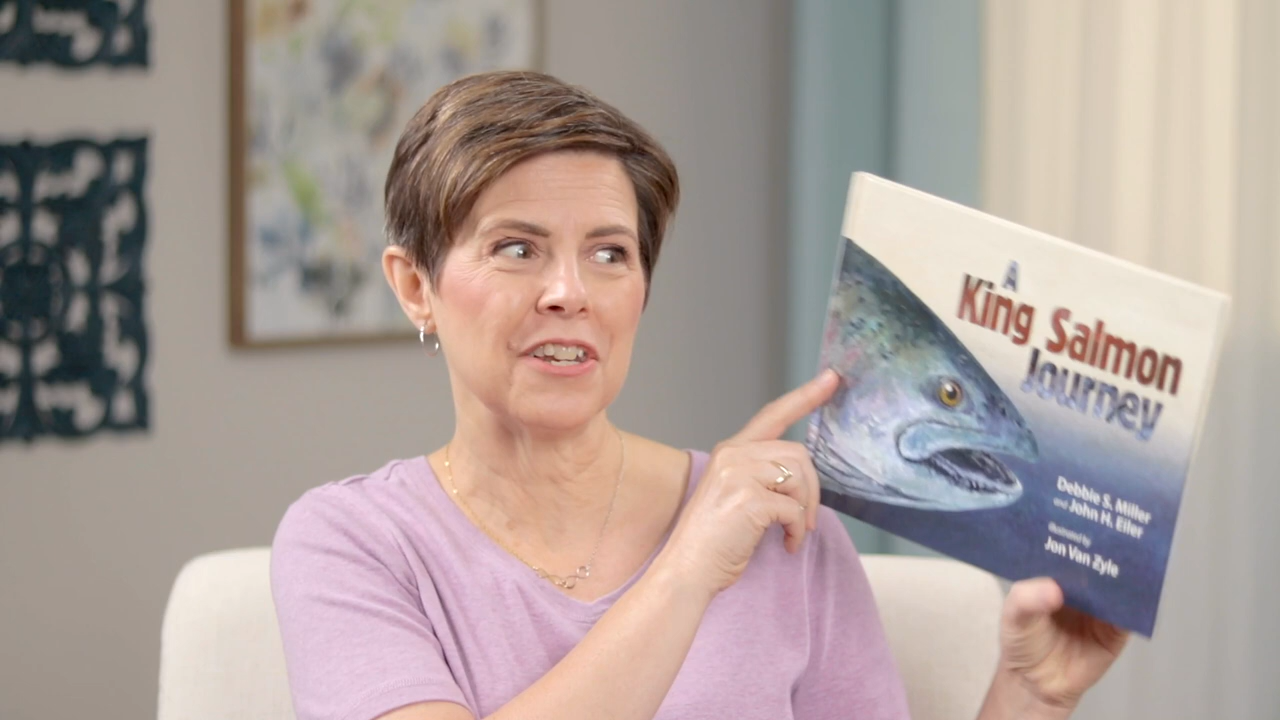 A
King Salmon
Journey
Debbie S. Miller
and John H. Eiler
illustrated by
Jon Van Zyle